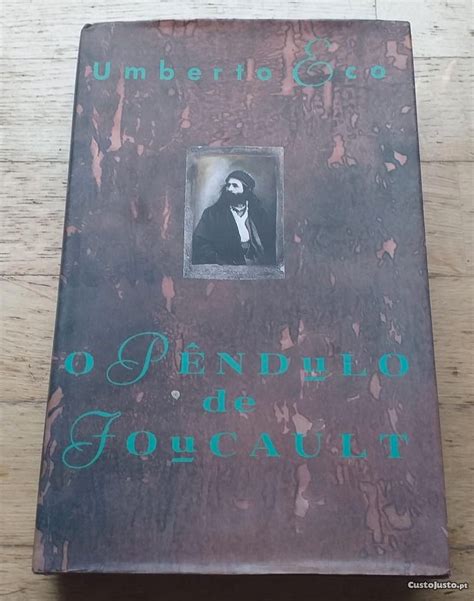 Umberto Eco
O PÊNDuLO
de
FOuCAULT
CustoJusto.pt